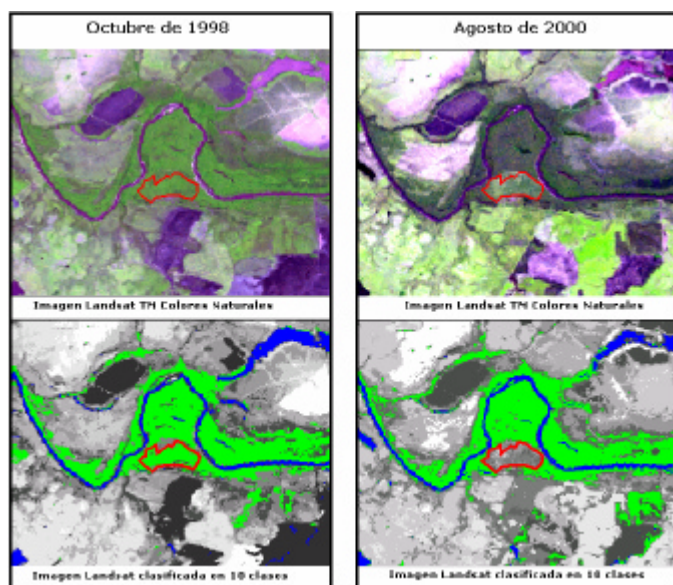 Octubre de 1998
Agosto de 2000
Imagen Landsat TM Colores Naturales
Imagen Landsat TM Colores Naturales
Imagen Landsat clasificada en 10 clases
Imagen Landsat clasificada en 10 clases